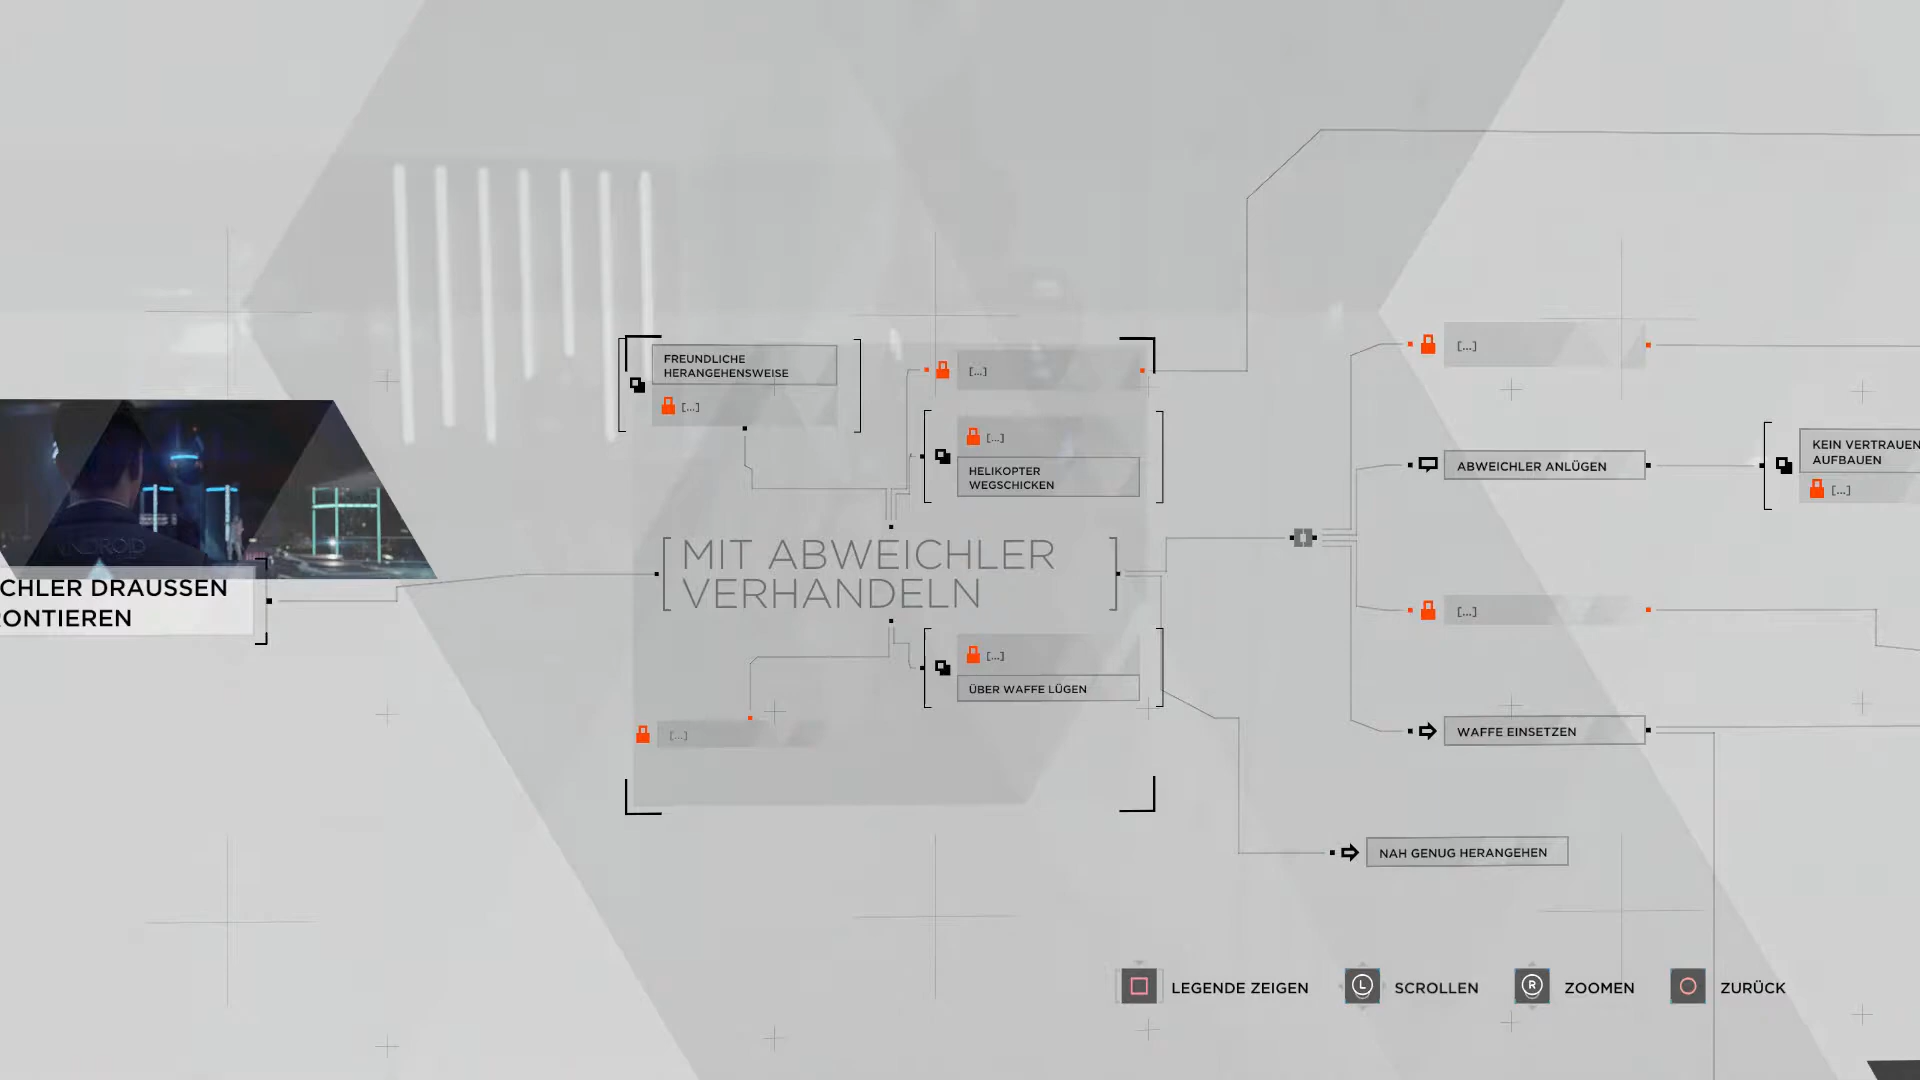 FREUNDLICHE
HERANGEHENSWEISE
[...]
[...]
[...]
HELIKOPTER
WEGSCHICKEN
[...]
ABWEICHLER ANLÜGEN
KEIN VERTRAUEN
AUFBAUEN
[...]
ANDROID
CHLER DRAUSSEN
ONTIEREN
MIT ABWEICHLER
VERHANDELN
[...]
ÜBER WAFFE LÜGEN
[...]
[...]
WAFFE EINSETZEN
NAH GENUG HERANGEHEN
LEGENDE ZEIGEN
L SCROLLEN
R ZOOMEN
ZURÜCK